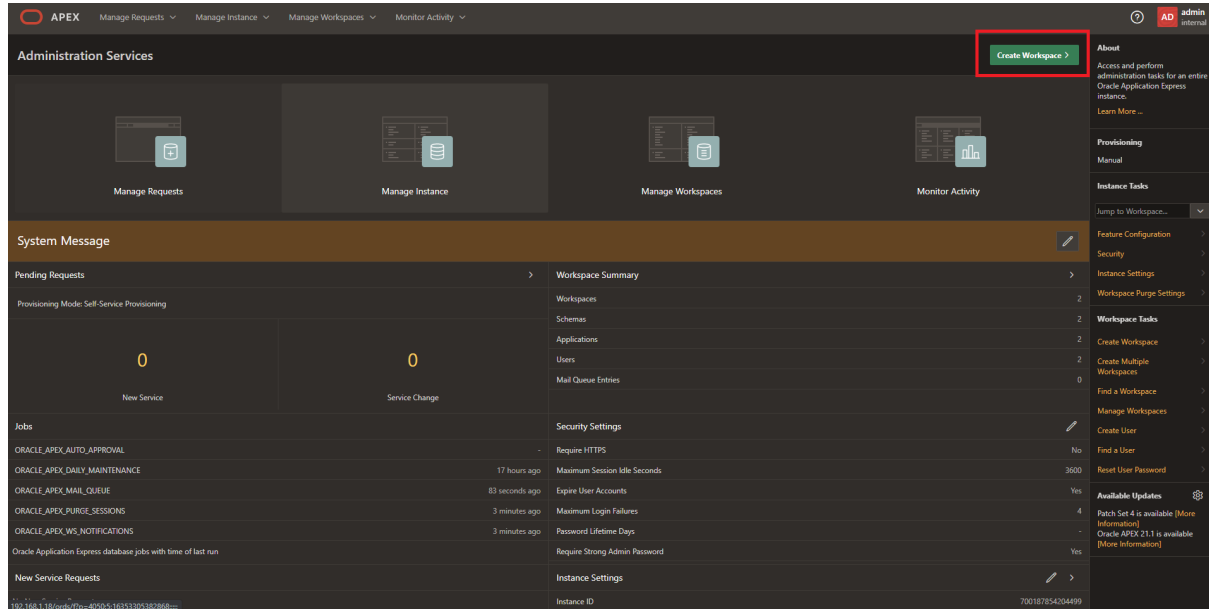 APEX Manage Requests Manage Instance Manage Workspaces Monitor Activity
AD admin
internal
Administration Services
Create Workspace >
Manage Requests
Manage Instance
Manage Workspaces
Monitor Activity
System Message
Pending Requests
Provisioning Mode: Self-Service Provisioning
0
New Service
0
Service Change
Workspace Summary
Workspaces 2
Schemas 2
Applications 2
Users 2
Mail Queue Entries 0
Jobs
ORACLE_APEX_AUTO_APPROVAL -
ORACLE_APEX_DAILY_MAINTENANCE 17 hours ago
ORACLE_APEX_MAIL_QUEUE 83 seconds ago
ORACLE_APEX_PURGE_SESSIONS 3 minutes ago
ORACLE_APEX_WS_NOTIFICATIONS 3 minutes ago
Oracle Application Express database jobs with time of last run
Security Settings
Require HTTPS No
Maximum Session Idle Seconds 3600
Expire User Accounts Yes
Maximum Login Failures 4
Password Lifetime Days -
Require Strong Admin Password Yes
New Service Requests
192.168.1.18/ords/f?p=4050:5:16353305382868::::
Instance Settings
Instance ID 700187854204499
About
Access and perform
administration tasks for an entire
Oracle Application Express
instance.
Learn More ...
Provisioning
Manual
Instance Tasks
Jump to Workspace...
Feature Configuration
Security
Instance Settings
Workspace Purge Settings
Workspace Tasks
Create Workspace
Create Multiple
Workspaces
Find a Workspace
Manage Workspaces
Create User
Find a User
Reset User Password
Available Updates
Patch Set 4 is available [More
Information]
Oracle APEX 21.1 is available
[More Information]